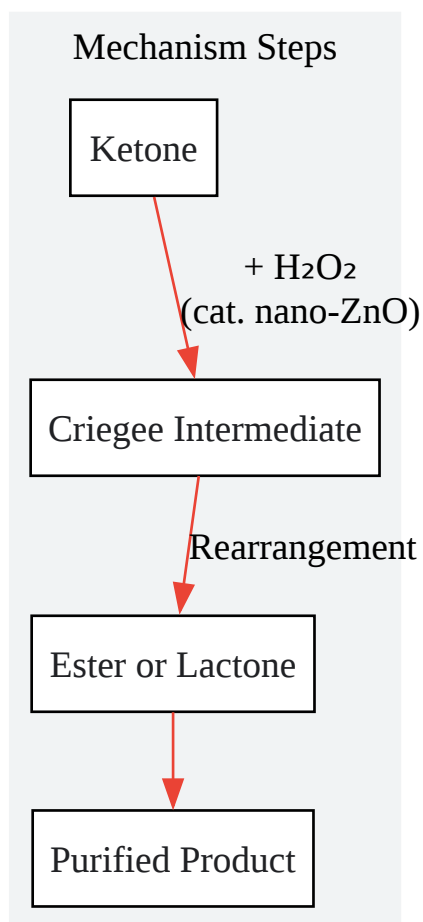 Mechanism Steps
Ketone
+ H₂O₂
(cat. nano-ZnO)
Criegee Intermediate
Rearrangement
Ester or Lactone
Purified Product